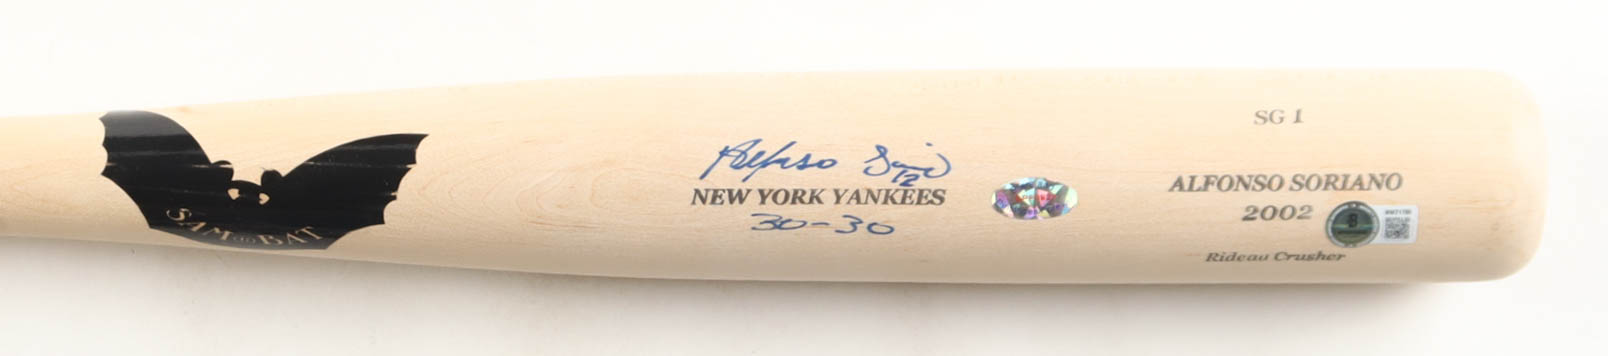 SAM BAT
Alfonso Soriano
12
NEW YORK YANKEES
30-30
SG 1
ALFONSO SORIANO
2002
Rideau Crusher